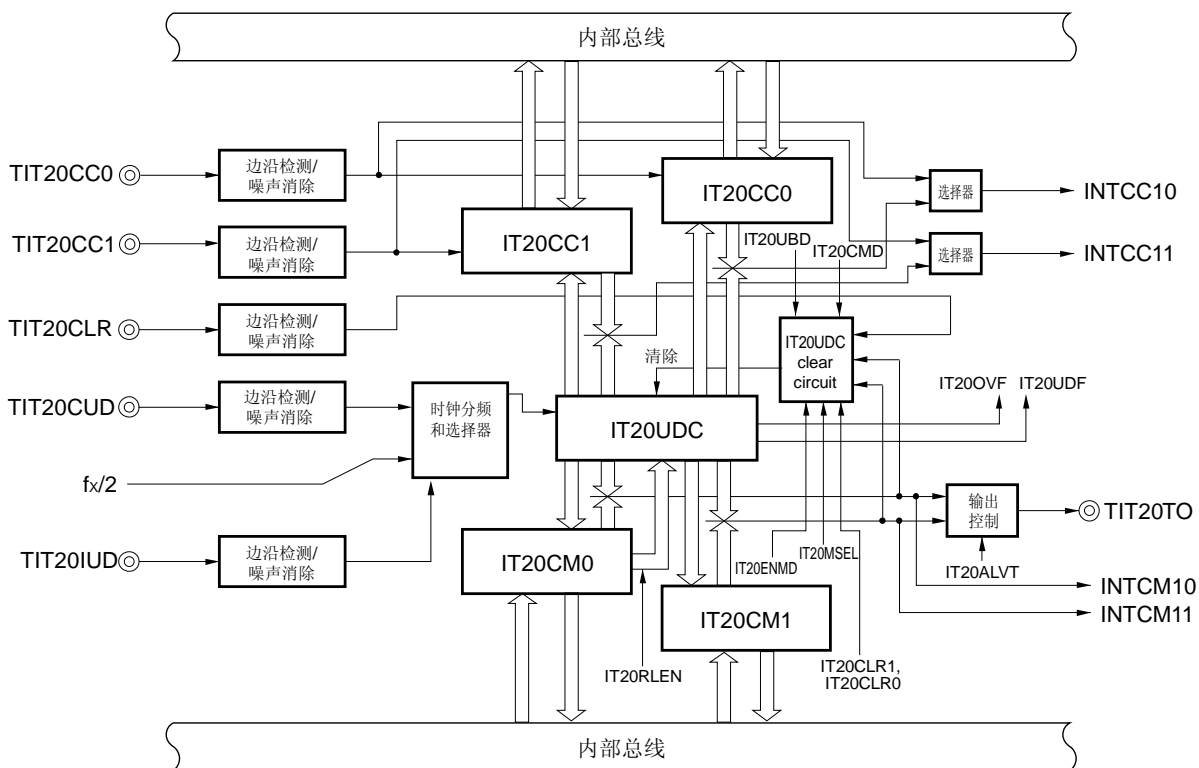 内部总线
TIT20CC0
边沿检测/
噪声消除
IT20CC0
选择器
INTCC10
TIT20CC1
边沿检测/
噪声消除
IT20CC1
IT20UBD
IT20CMD
选择器
INTCC11
TIT20CLR
边沿检测/
噪声消除
清除
IT20UDC
clear
circuit
IT20OVF
IT20UDF
TIT20CUD
边沿检测/
噪声消除
时钟分频
和选择器
IT20UDC
fx/2
输出
控制
TIT20TO
TIT20IUD
边沿检测/
噪声消除
IT20CM0
IT20ENMD
IT20MSEL
IT20ALVT
INTCM10
INTCM11
IT20CM1
IT20RLEN
IT20CLR1,
IT20CLR0
内部总线